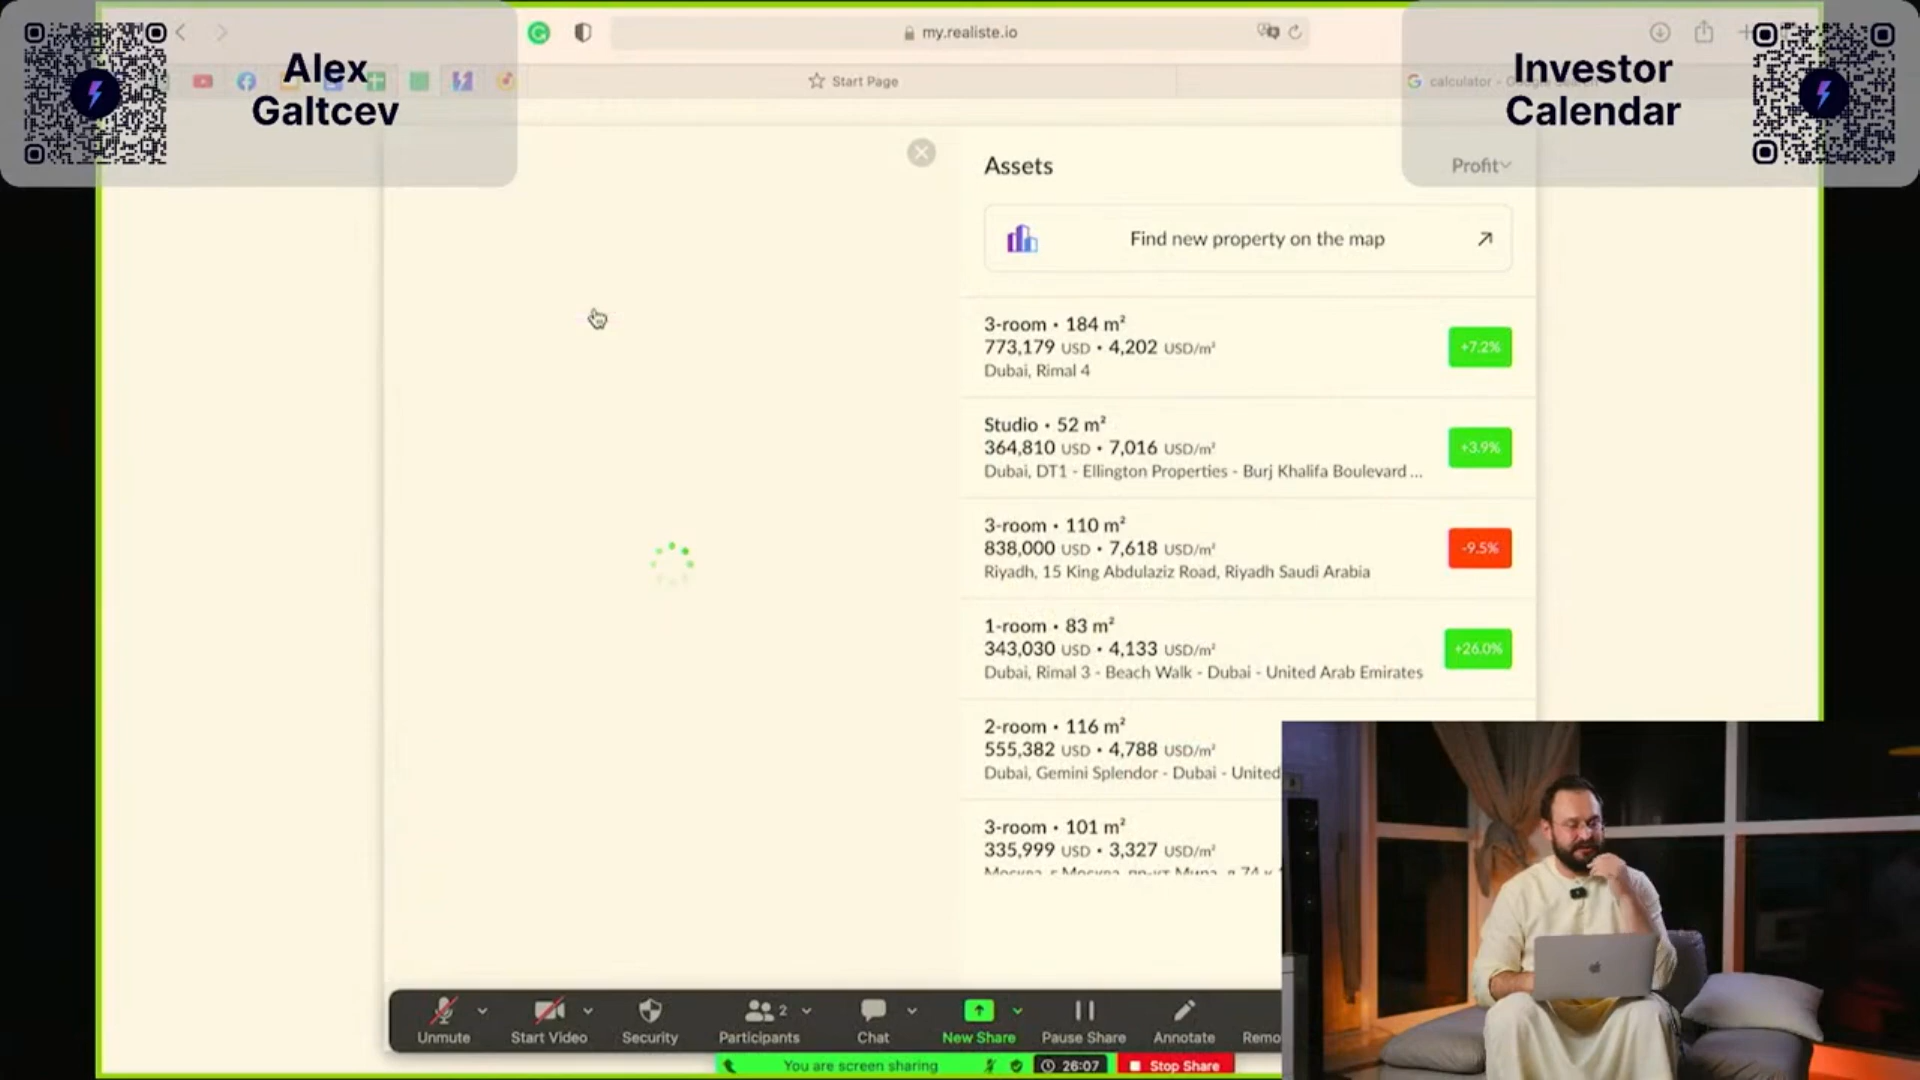 Alex
Galtcev
my.realiste.io
Start Page
calculator - Google Search
Investor
Calendar
Assets
Profit
Find new property on the map
3-room • 184 m²
773,179 USD • 4,202 USD/m²
Dubai, Rimal 4
+7.2%
Studio • 52 m²
364,810 USD • 7,016 USD/m²
Dubai, DT1 - Ellington Properties - Burj Khalifa Boulevard ...
+3.9%
3-room • 110 m²
838,000 USD • 7,618 USD/m²
Riyadh, 15 King Abdulaziz Road, Riyadh Saudi Arabia
-9.5%
1-room • 83 m²
343,030 USD • 4,133 USD/m²
Dubai, Rimal 3 - Beach Walk - Dubai - United Arab Emirates
+26.0%
2-room • 116 m²
555,382 USD • 4,788 USD/m²
Dubai, Gemini Splendor - Dubai - United
3-room • 101 m²
335,999 USD • 3,327 USD/m²
Unmute
Start Video
Security
2
Participants
Chat
New Share
Pause Share
Annotate
Remo
You are screen sharing
26:07
Stop Share